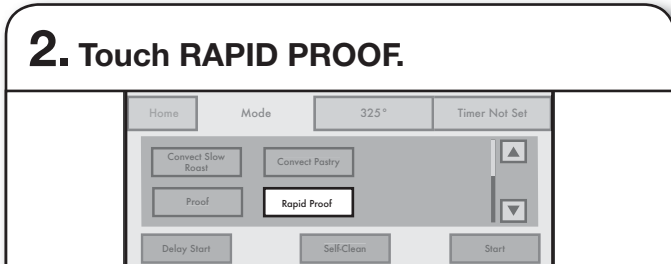 2. Touch RAPID PROOF.
Home Mode 325° Timer Not Set
Convect Slow
Roast
Convect Pastry
Proof Rapid Proof
Delay Start Self-Clean Start